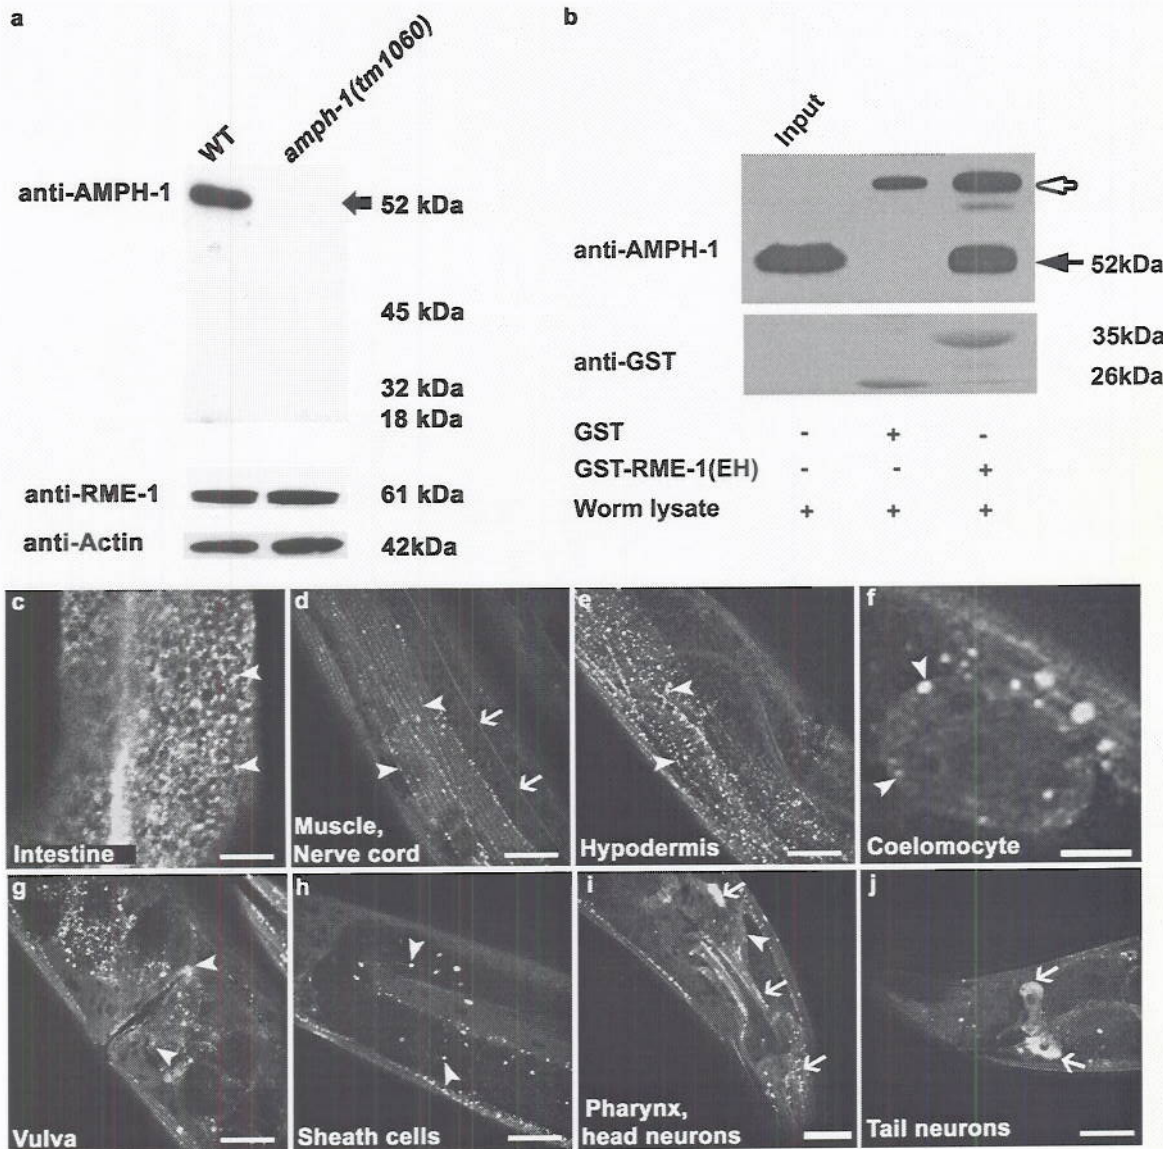 a
WT
amph-1(tm1060)
anti-AMPH-1
52 kDa
45 kDa
32 kDa
18 kDa
anti-RME-1
61 kDa
anti-Actin
42kDa
b
Input
anti-AMPH-1
52kDa
anti-GST
35kDa
26kDa
GST - + -
GST-RME-1(EH) - - +
Worm lysate + + +
c
Intestine
d
Muscle,
Nerve cord
e
Hypodermis
f
Coelomocyte
g
Vulva
h
Sheath cells
i
Pharynx,
head neurons
j
Tail neurons